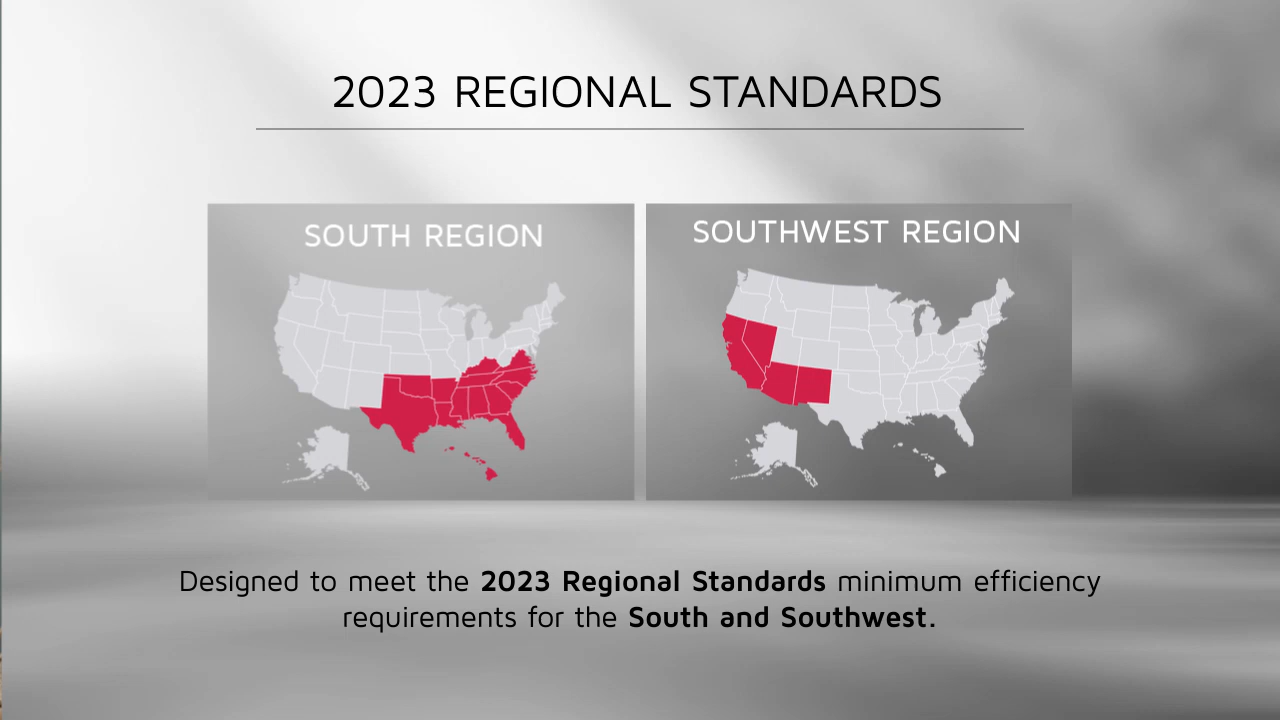 2023 REGIONAL STANDARDS
SOUTH REGION
SOUTHWEST REGION
Designed to meet the 2023 Regional Standards minimum efficiency
requirements for the South and Southwest.